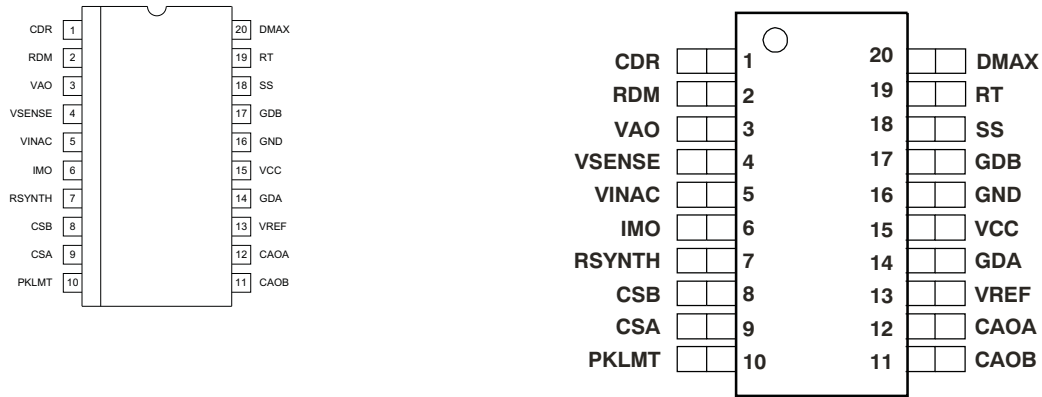 CDR 1 20 DMAX
RDM 2 19 RT
VAO 3 18 SS
VSENSE 4 17 GDB
VINAC 5 16 GND
IMO 6 15 VCC
RSYNTH 7 14 GDA
CSB 8 13 VREF
CSA 9 12 CAOA
PKLMT 10 11 CAOB
CDR 1 20 DMAX
RDM 2 19 RT
VAO 3 18 SS
VSENSE 4 17 GDB
VINAC 5 16 GND
IMO 6 15 VCC
RSYNTH 7 14 GDA
CSB 8 13 VREF
CSA 9 12 CAOA
PKLMT 10 11 CAOB